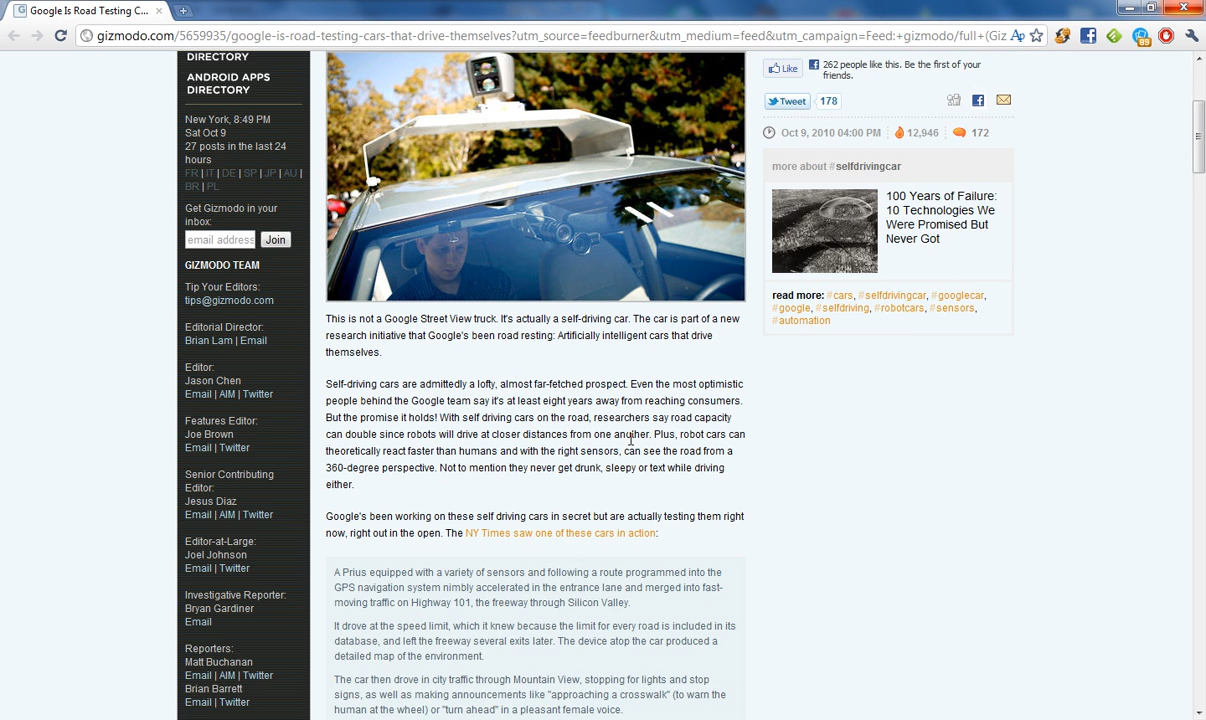 Google Is Road Testing C...
gizmodo.com/5659935/google-is-road-testing-cars-that-drive-themselves?utm_source=feedburner&utm_medium=feed&utm_campaign=Feed:+gizmodo/full+(Giz
DIRECTORY
ANDROID APPS
DIRECTORY
New York, 8:49 PM
Sat Oct 9
27 posts in the last 24
hours
FR | IT | DE | SP | JP | AU |
BR | PL
Get Gizmodo in your
inbox:
email address Join
GIZMODO TEAM
Tip Your Editors:
tips@gizmodo.com
Editorial Director:
Brian Lam | Email
Editor:
Jason Chen
Email | AIM | Twitter
Features Editor:
Joe Brown
Email | Twitter
Senior Contributing
Editor:
Jesus Diaz
Email | AIM | Twitter
Editor-at-Large:
Joel Johnson
Email | Twitter
Investigative Reporter:
Bryan Gardiner
Email
Reporters:
Matt Buchanan
Email | AIM | Twitter
Brian Barrett
Email | Twitter
This is not a Google Street View truck. It's actually a self-driving car. The car is part of a new
research initiative that Google's been road resting: Artificially intelligent cars that drive
themselves.
Self-driving cars are admittedly a lofty, almost far-fetched prospect. Even the most optimistic
people behind the Google team say it's at least eight years away from reaching consumers.
But the promise it holds! With self driving cars on the road, researchers say road capacity
can double since robots will drive at closer distances from one another. Plus, robot cars can
theoretically react faster than humans and with the right sensors, can see the road from a
360-degree perspective. Not to mention they never get drunk, sleepy or text while driving
either.
Google's been working on these self driving cars in secret but are actually testing them right
now, right out in the open. The NY Times saw one of these cars in action:
A Prius equipped with a variety of sensors and following a route programmed into the
GPS navigation system nimbly accelerated in the entrance lane and merged into fast-
moving traffic on Highway 101, the freeway through Silicon Valley.
It drove at the speed limit, which it knew because the limit for every road is included in its
database, and left the freeway several exits later. The device atop the car produced a
detailed map of the environment.
The car then drove in city traffic through Mountain View, stopping for lights and stop
signs, as well as making announcements like "approaching a crosswalk" (to warn the
human at the wheel) or "turn ahead" in a pleasant female voice.
Like 262 people like this. Be the first of your
friends.
Tweet 178
Oct 9, 2010 04:00 PM 12,946 172
more about #selfdrivingcar
100 Years of Failure:
10 Technologies We
Were Promised But
Never Got
read more: #cars, #selfdrivingcar, #googlecar,
#google, #selfdriving, #robotcars, #sensors,
#automation